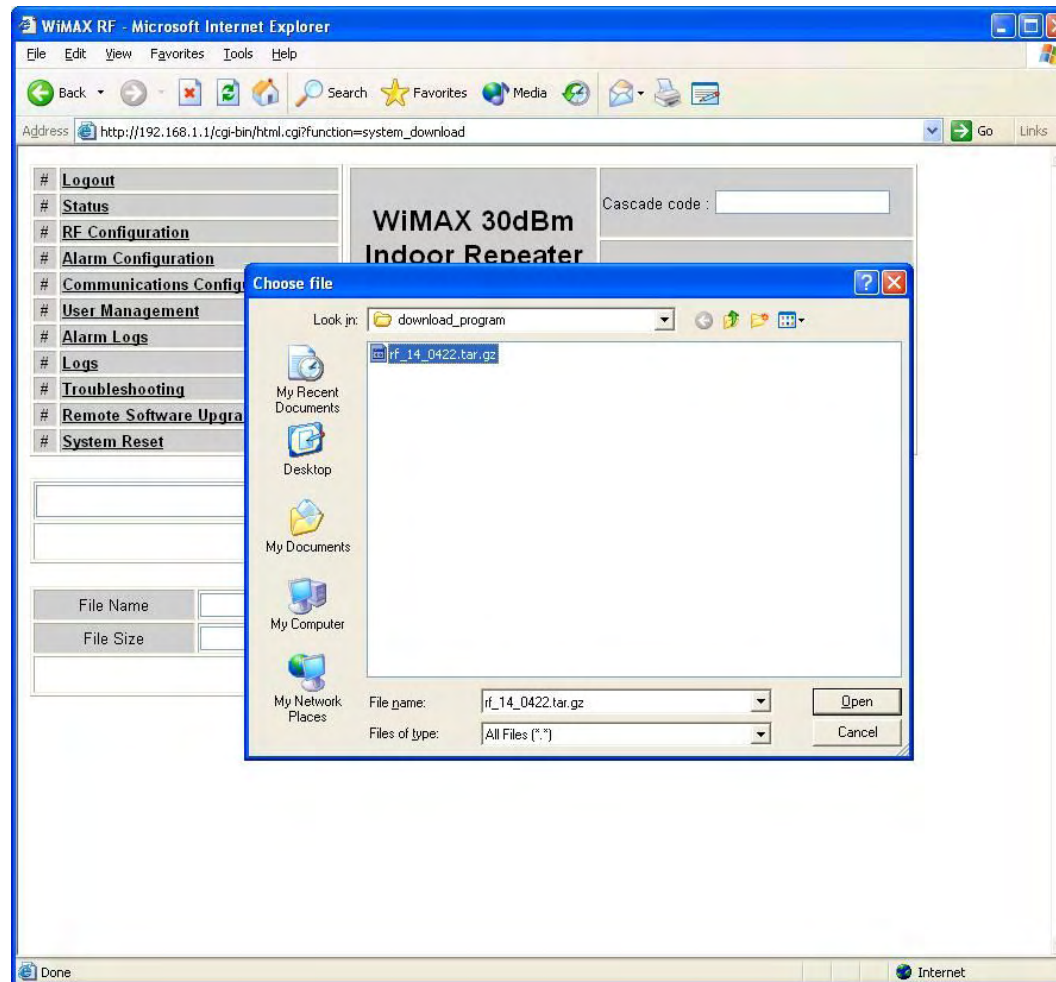 WiMAX RF - Microsoft Internet Explorer
File Edit View Favorites Tools Help
Back Search Favorites Media
Address http://192.168.1.1/cgi-bin/html.cgi?function=system_download Go Links
# Logout
# Status
# RF Configuration
# Alarm Configuration
# Communications Config
# User Management
# Alarm Logs
# Logs
# Troubleshooting
# Remote Software Upgra
# System Reset
WiMAX 30dBm
Indoor Repeater
Cascade code :
File Name
File Size
Choose file
Look in: download_program
rf_14_0422.tar.gz
My Recent
Documents
Desktop
My Documents
My Computer
My Network
Places
File name: rf_14_0422.tar.gz Open
Files of type: All Files (*.*) Cancel
Done Internet